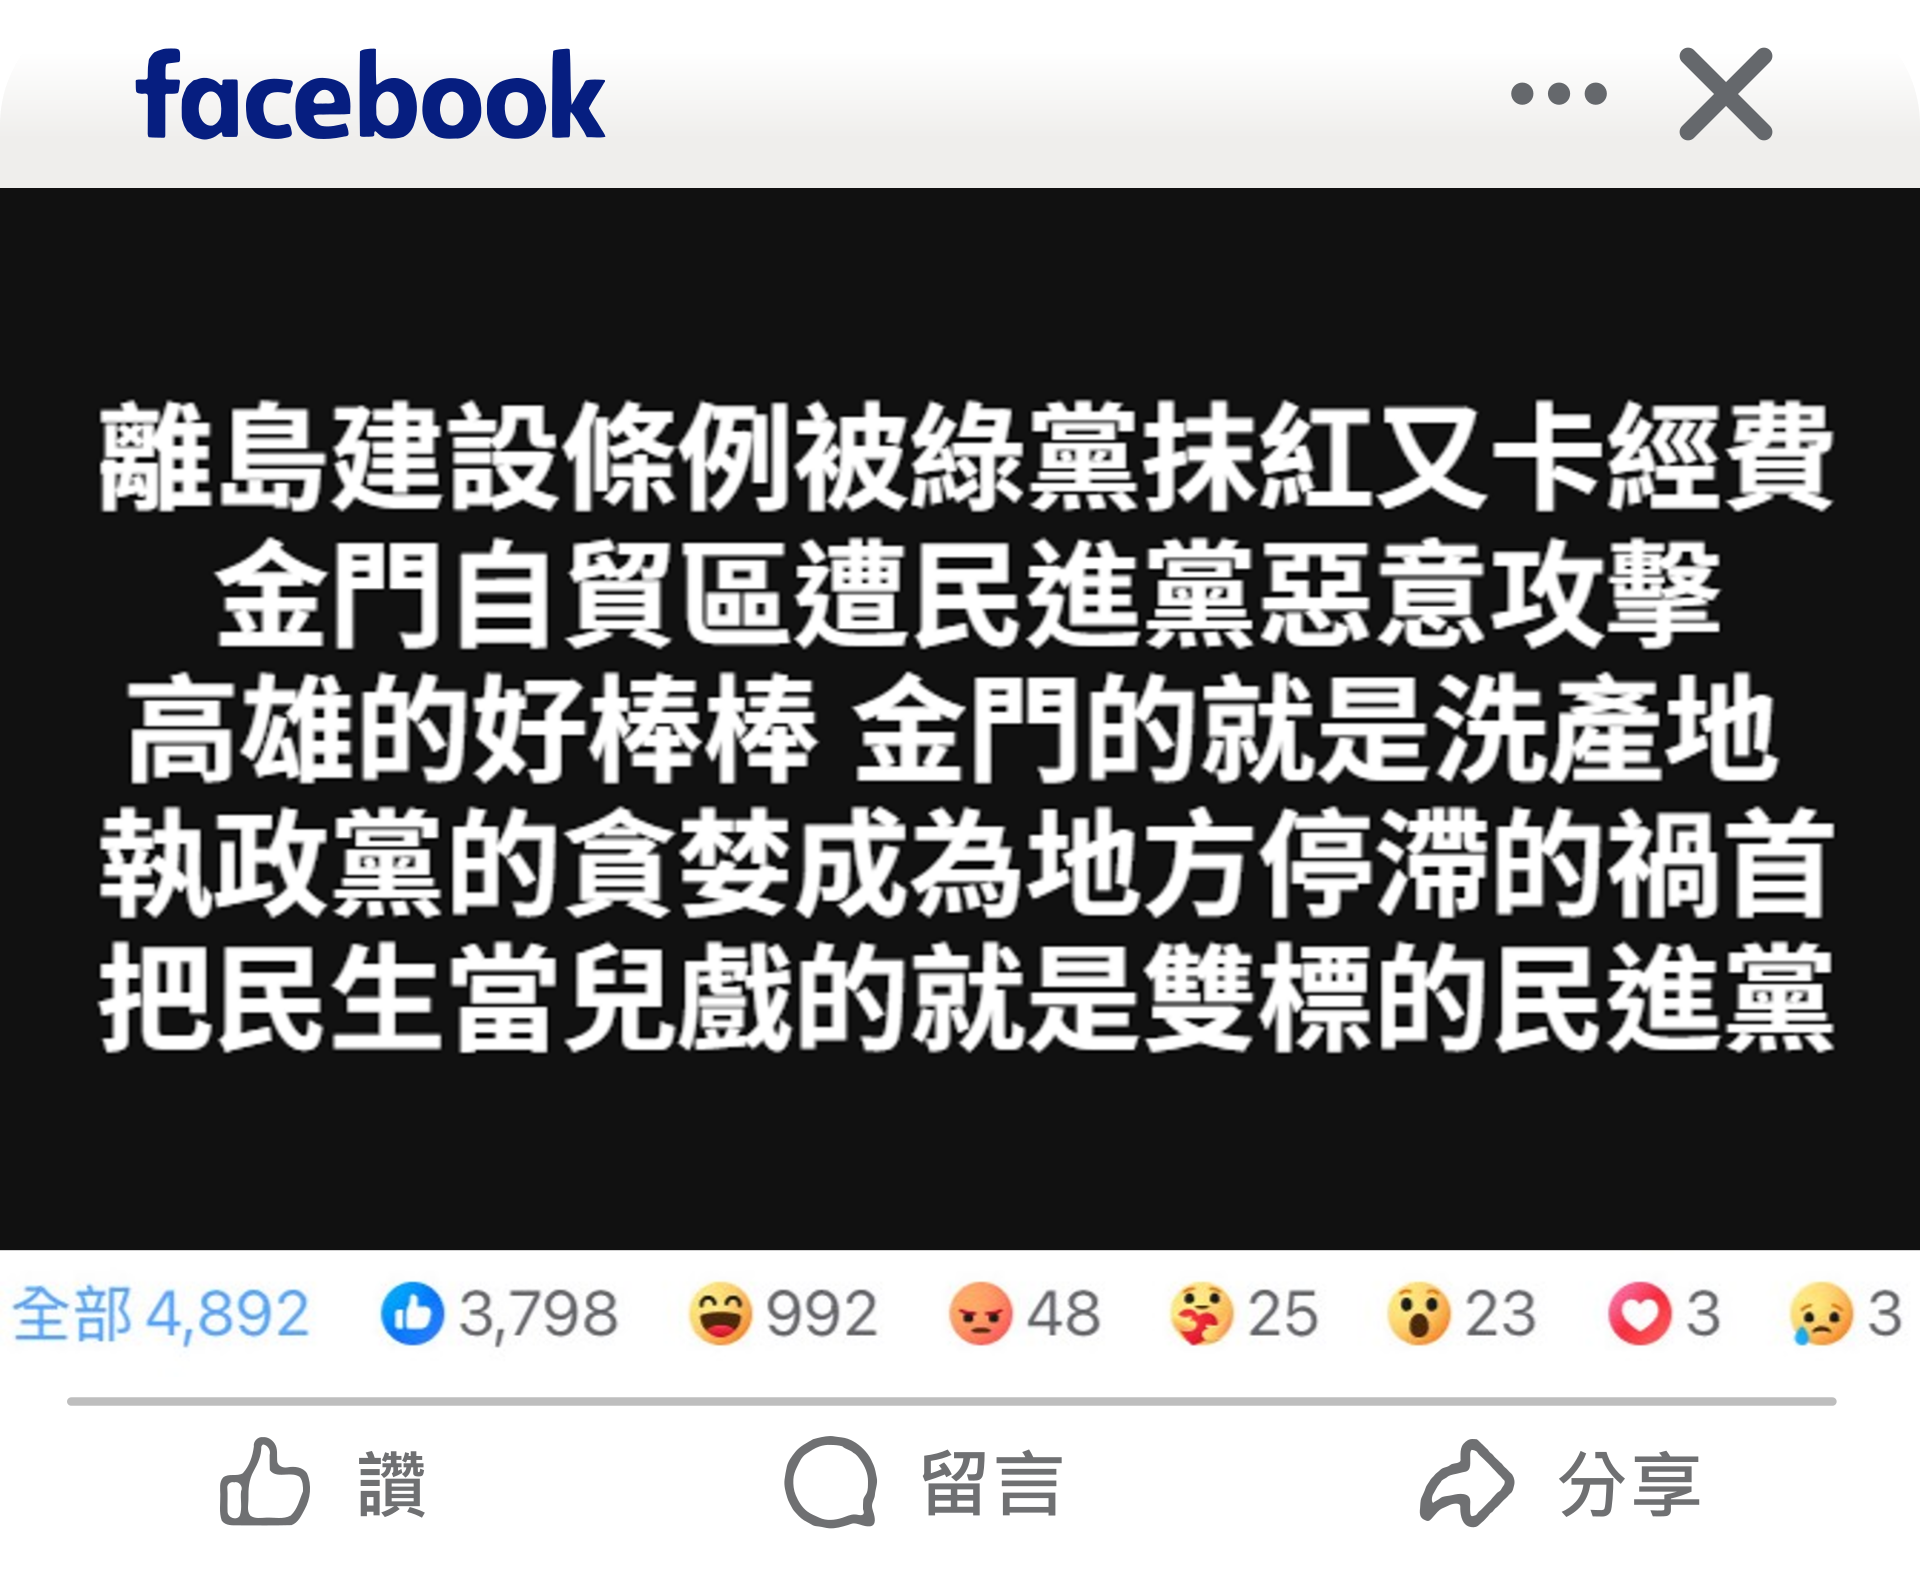 facebook
離島建設條例被綠黨抹紅又卡經費
金門自貿區遭民進黨惡意攻擊
高雄的好棒棒 金門的就是洗產地
執政黨的貪婪成為地方停滯的禍首
把民生當兒戲的就是雙標的民進黨
全部 4,892 3,798 992 48 25 23 3 3
讚 留言 分享